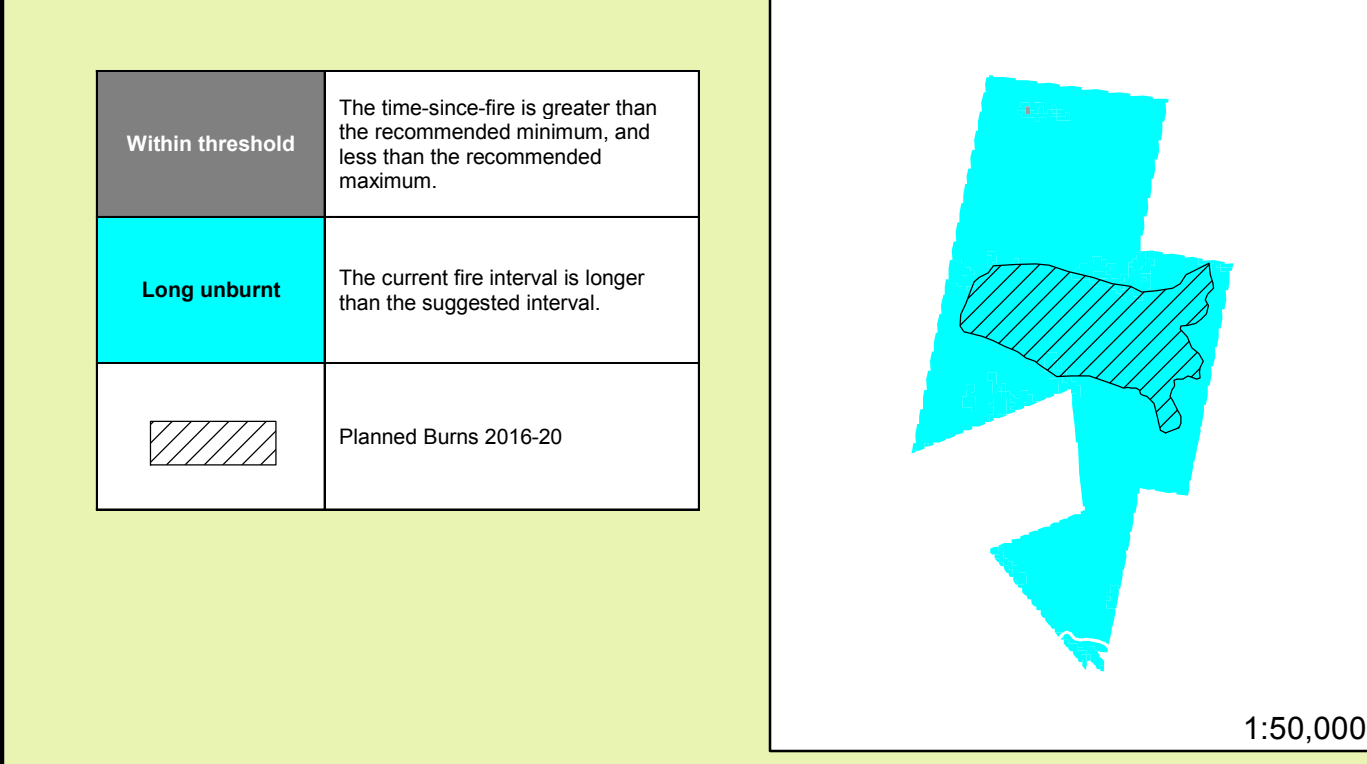 Within threshold
The time-since-fire is greater than
the recommended minimum, and
less than the recommended
maximum.
Long unburnt
The current fire interval is longer
than the suggested interval.
Planned Burns 2016-20
1:50,000